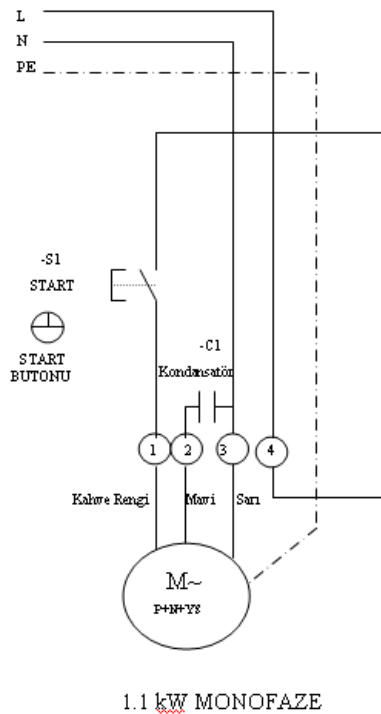 L
N
PE
-S1
START
START
BUTONU
-C1
Kondansatör
1
2
3
4
Kahve Rengi
Mavi
Sarı
M~
P+N+YS
1.1 kW MONOFAZE